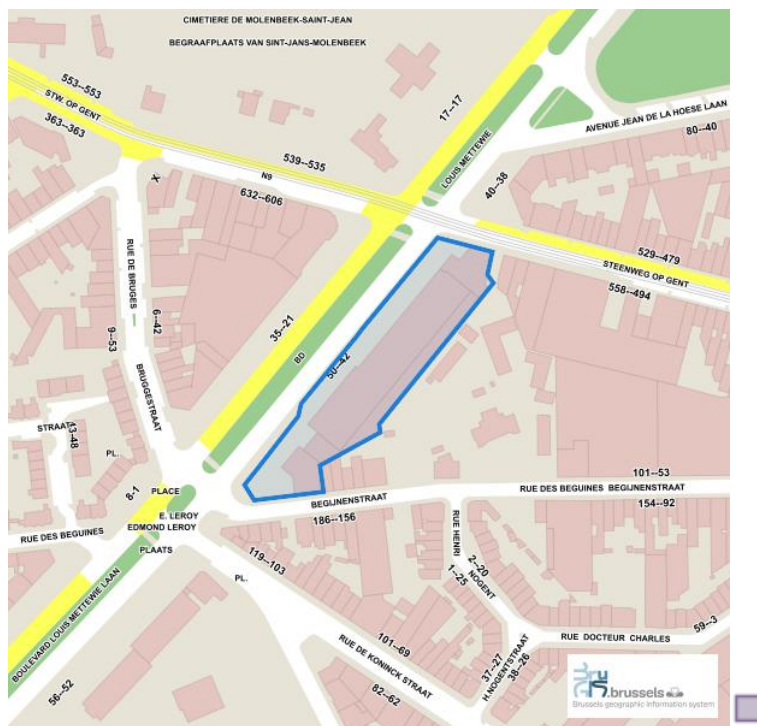 CIMETIERE DE MOLENBEEK-SAINT-JEAN
BEGRAAFPLAATS VAN SINT-JANS-MOLENBEEK
553--553
STW. OP GENT
363--363
17--17
AVENUE JEAN DE LA HOESE LAAN
80--40
539--535
N9
632--606
LOUIS METTEWIE
40--38
529--479
STEENWEG OP GENT
558--494
RUE DE BRUGES
6--42
9--53
35--21
BD
50--42
BRUGGESTRAAT
STRAAT
43-48
PL.
8-1
PLACE
E. LEROY
EDMOND LEROY
PLAATS
RUE DES BEGUINES
BEGIJNENSTRAAT
186--156
101--53
RUE DES BEGUINES BEGIJNENSTRAAT
154--92
RUE HENRI
NOGENT
2--20
1--25
119--103
PL.
BOULEVARD LOUIS METTEWIE LAAN
56--52
101--69
RUE DE KONINCK STRAAT
82--62
37--27
H.NOGENTSTRAAT
38--26
RUE DOCTEUR CHARLES
59--3
.brussels
Brussels geographic information system